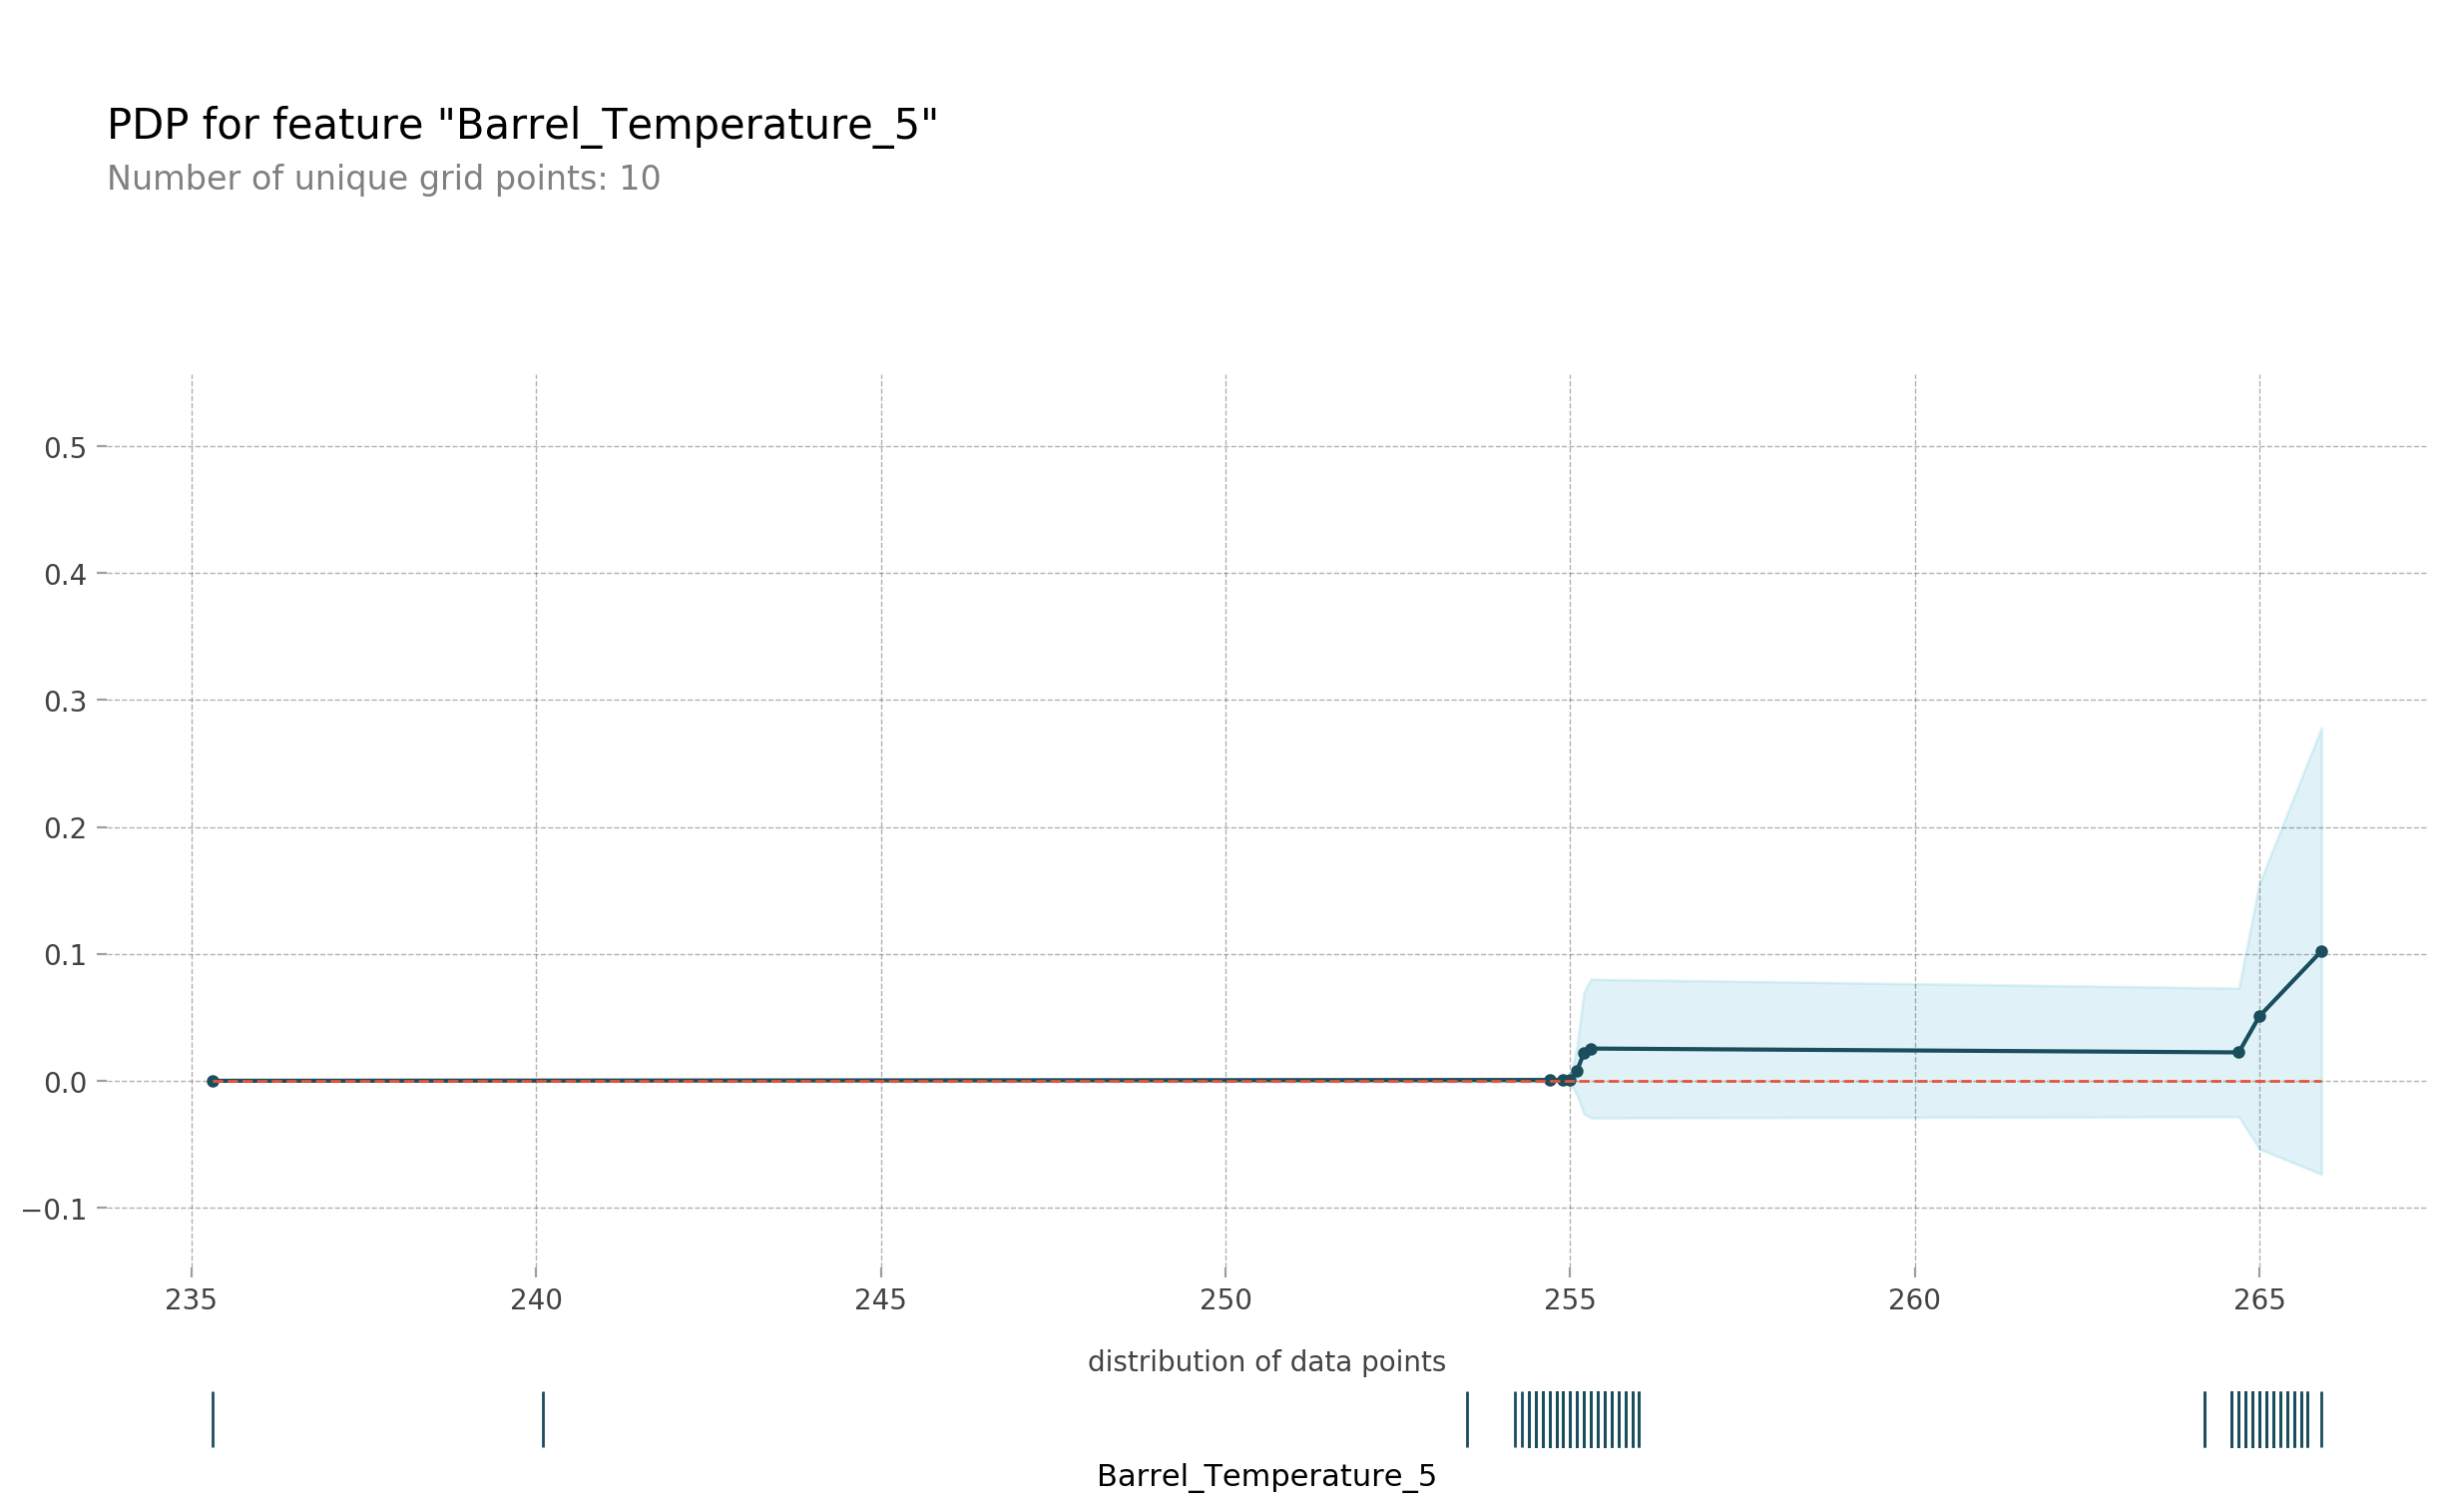 PDP for feature "Barrel_Temperature_5"
Number of unique grid points: 10
0.5
0.4
0.3
0.2
0.1
0.0
−0.1
235 240 245 250 255 260 265
distribution of data points
Barrel_Temperature_5